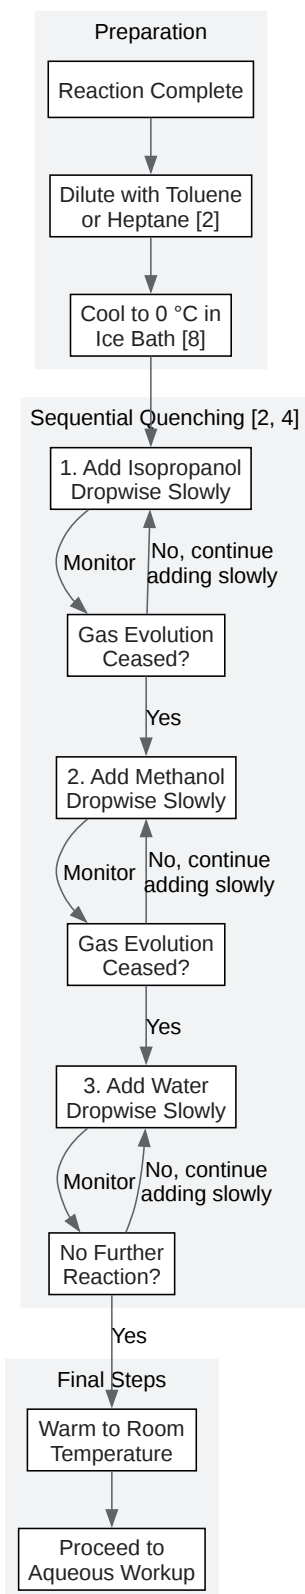 Preparation
Reaction Complete
Dilute with Toluene
or Heptane [2]
Cool to 0 °C in
Ice Bath [8]
Sequential Quenching [2, 4]
1. Add Isopropanol
Dropwise Slowly
Monitor
No, continue
adding slowly
Gas Evolution
Ceased?
Yes
2. Add Methanol
Dropwise Slowly
Monitor
No, continue
adding slowly
Gas Evolution
Ceased?
Yes
3. Add Water
Dropwise Slowly
Monitor
No, continue
adding slowly
No Further
Reaction?
Yes
Final Steps
Warm to Room
Temperature
Proceed to
Aqueous Workup